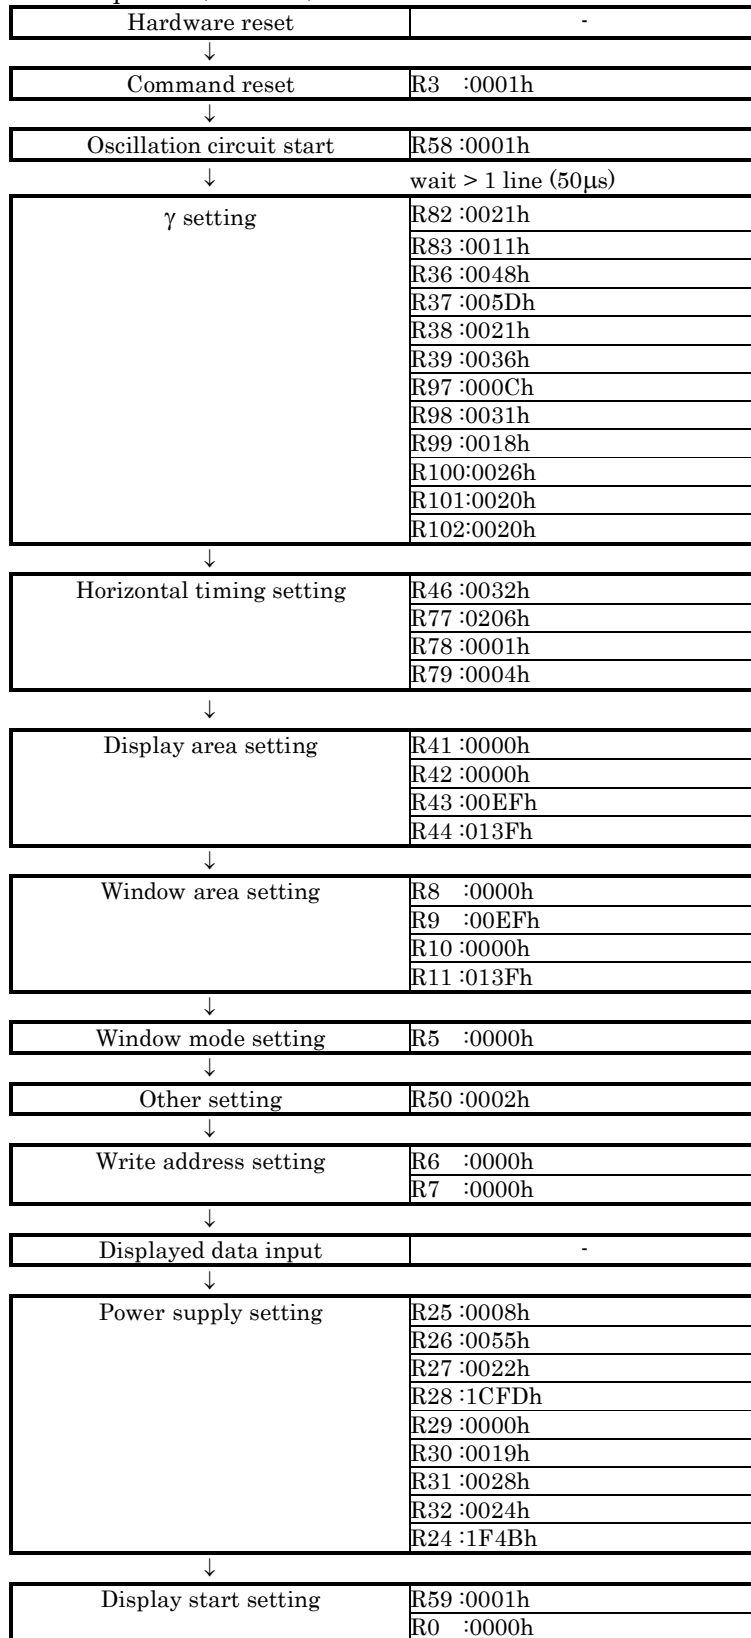 Hardware reset -
↓
Command reset R3 :0001h
↓
Oscillation circuit start R58 :0001h
↓ wait > 1 line (50μs)
γ setting R82 :0021h
R83 :0011h
R36 :0048h
R37 :005Dh
R38 :0021h
R39 :0036h
R97 :000Ch
R98 :0031h
R99 :0018h
R100:0026h
R101:0020h
R102:0020h
↓
Horizontal timing setting R46 :0032h
R77 :0206h
R78 :0001h
R79 :0004h
↓
Display area setting R41 :0000h
R42 :0000h
R43 :00EFh
R44 :013Fh
↓
Window area setting R8 :0000h
R9 :00EFh
R10 :0000h
R11 :013Fh
↓
Window mode setting R5 :0000h
↓
Other setting R50 :0002h
↓
Write address setting R6 :0000h
R7 :0000h
↓
Displayed data input -
↓
Power supply setting R25 :0008h
R26 :0055h
R27 :0022h
R28 :1CFDh
R29 :0000h
R30 :0019h
R31 :0028h
R32 :0024h
R24 :1F4Bh
↓
Display start setting R59 :0001h
R0 :0000h